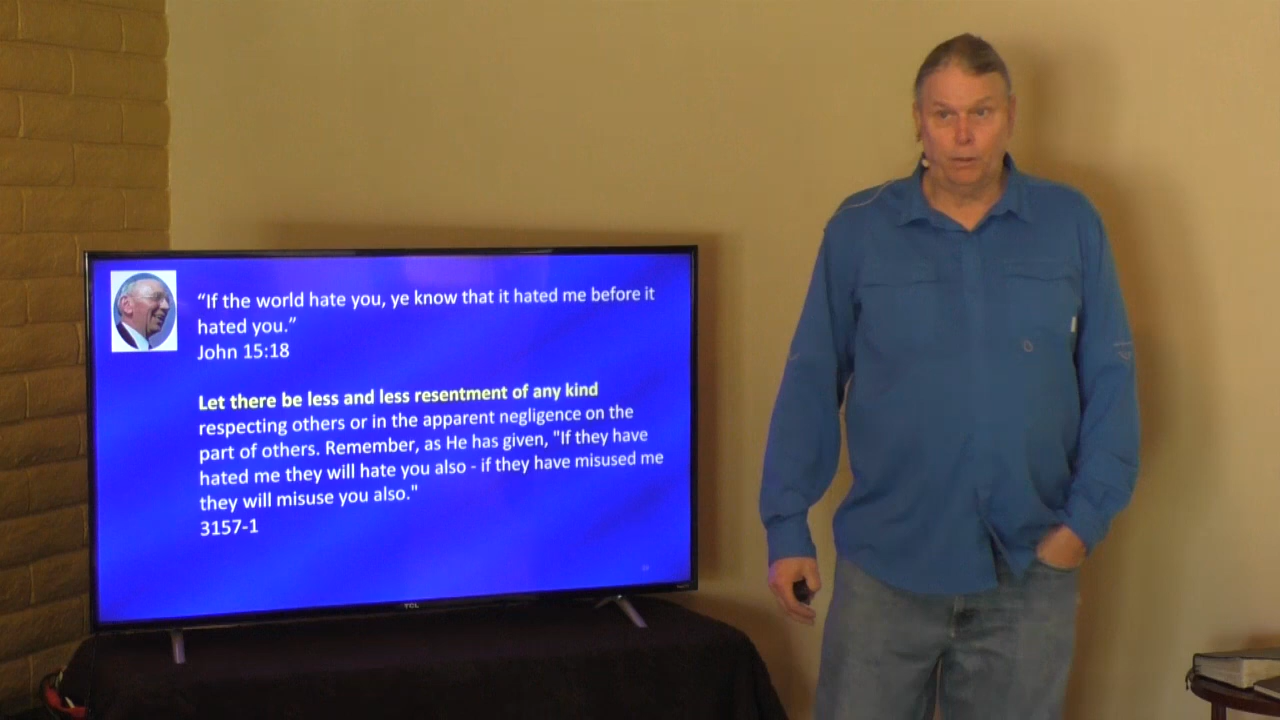 “If the world hate you, ye know that it hated me before it
hated you.”
John 15:18
Let there be less and less resentment of any kind
respecting others or in the apparent negligence on the
part of others. Remember, as He has given, "If they have
hated me they will hate you also - if they have misused me
they will misuse you also."
3157-1
TCL